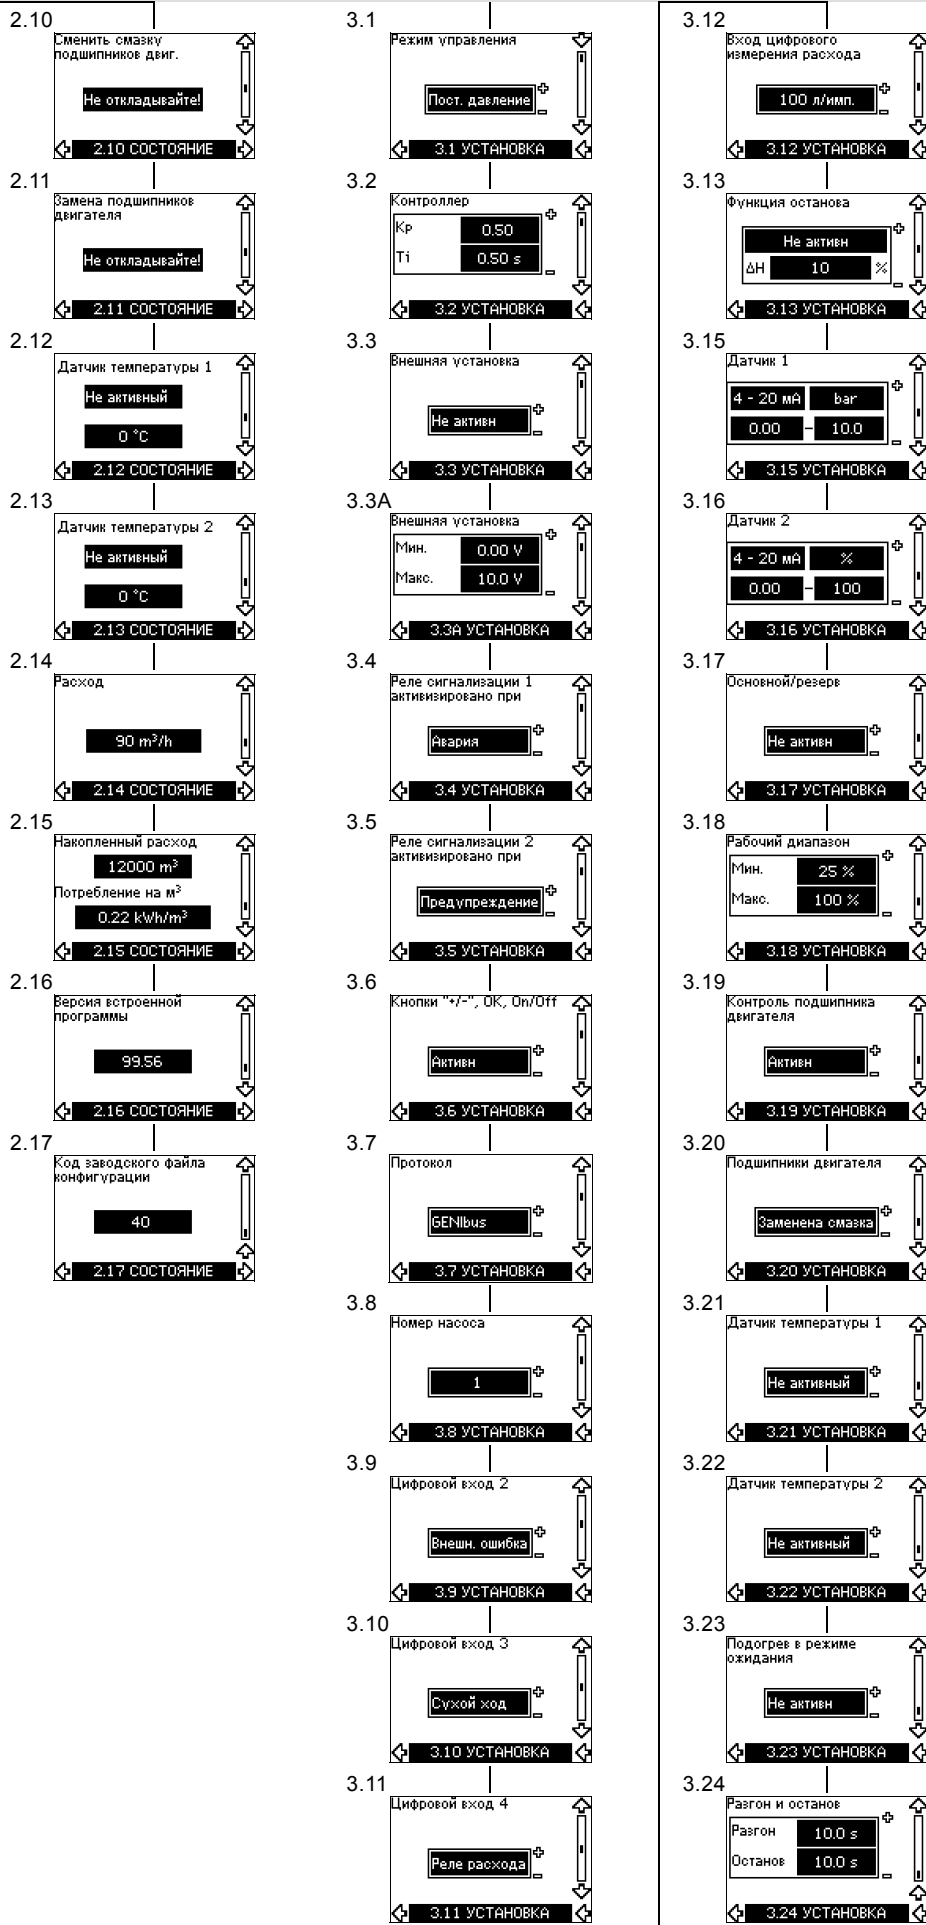 2.10
Сменить смазку
подшипников двиг.
Не откладывайте!
2.10 СОСТОЯНИЕ
2.11
Замена подшипников
двигателя
Не откладывайте!
2.11 СОСТОЯНИЕ
2.12
Датчик температуры 1
Не активный
0 °C
2.12 СОСТОЯНИЕ
2.13
Датчик температуры 2
Не активный
0 °C
2.13 СОСТОЯНИЕ
2.14
Расход
90 m³/h
2.14 СОСТОЯНИЕ
2.15
Накопленный расход
12000 m³
Потребление на м³
0.22 kWh/m³
2.15 СОСТОЯНИЕ
2.16
Версия встроенной
программы
99.56
2.16 СОСТОЯНИЕ
2.17
Код заводского файла
конфигурации
40
2.17 СОСТОЯНИЕ
3.1
Режим управления
Пост. давление
+
-
3.1 УСТАНОВКА
3.2
Контроллер
Kp 0.50
Ti 0.50 s
+
-
3.2 УСТАНОВКА
3.3
Внешняя установка
Не активн
+
-
3.3 УСТАНОВКА
3.3A
Внешняя установка
Мин. 0.00 V
Макс. 10.0 V
+
-
3.3A УСТАНОВКА
3.4
Реле сигнализации 1
активизировано при
Авария
+
-
3.4 УСТАНОВКА
3.5
Реле сигнализации 2
активизировано при
Предупреждение
+
-
3.5 УСТАНОВКА
3.6
Кнопки "+/-", OK, On/Off
Активн
+
-
3.6 УСТАНОВКА
3.7
Протокол
GENIbus
+
-
3.7 УСТАНОВКА
3.8
Номер насоса
1
+
-
3.8 УСТАНОВКА
3.9
Цифровой вход 2
Внешн. ошибка
+
-
3.9 УСТАНОВКА
3.10
Цифровой вход 3
Сухой ход
+
-
3.10 УСТАНОВКА
3.11
Цифровой вход 4
Реле расхода
+
-
3.11 УСТАНОВКА
3.12
Вход цифрового
измерения расхода
100 л/имп.
+
-
3.12 УСТАНОВКА
3.13
Функция останова
Не активн
ΔH 10 %
+
-
3.13 УСТАНОВКА
3.15
Датчик 1
4 - 20 мА bar
0.00 - 10.0
+
-
3.15 УСТАНОВКА
3.16
Датчик 2
4 - 20 мА %
0.00 - 100
+
-
3.16 УСТАНОВКА
3.17
Основной/резерв
Не активн
+
-
3.17 УСТАНОВКА
3.18
Рабочий диапазон
Мин. 25 %
Макс. 100 %
+
-
3.18 УСТАНОВКА
3.19
Контроль подшипника
двигателя
Активн
+
-
3.19 УСТАНОВКА
3.20
Подшипники двигателя
Заменена смазка
+
-
3.20 УСТАНОВКА
3.21
Датчик температуры 1
Не активный
+
-
3.21 УСТАНОВКА
3.22
Датчик температуры 2
Не активный
+
-
3.22 УСТАНОВКА
3.23
Подогрев в режиме
ожидания
Не активн
+
-
3.23 УСТАНОВКА
3.24
Разгон и останов
Разгон 10.0 s
Останов 10.0 s
+
-
3.24 УСТАНОВКА